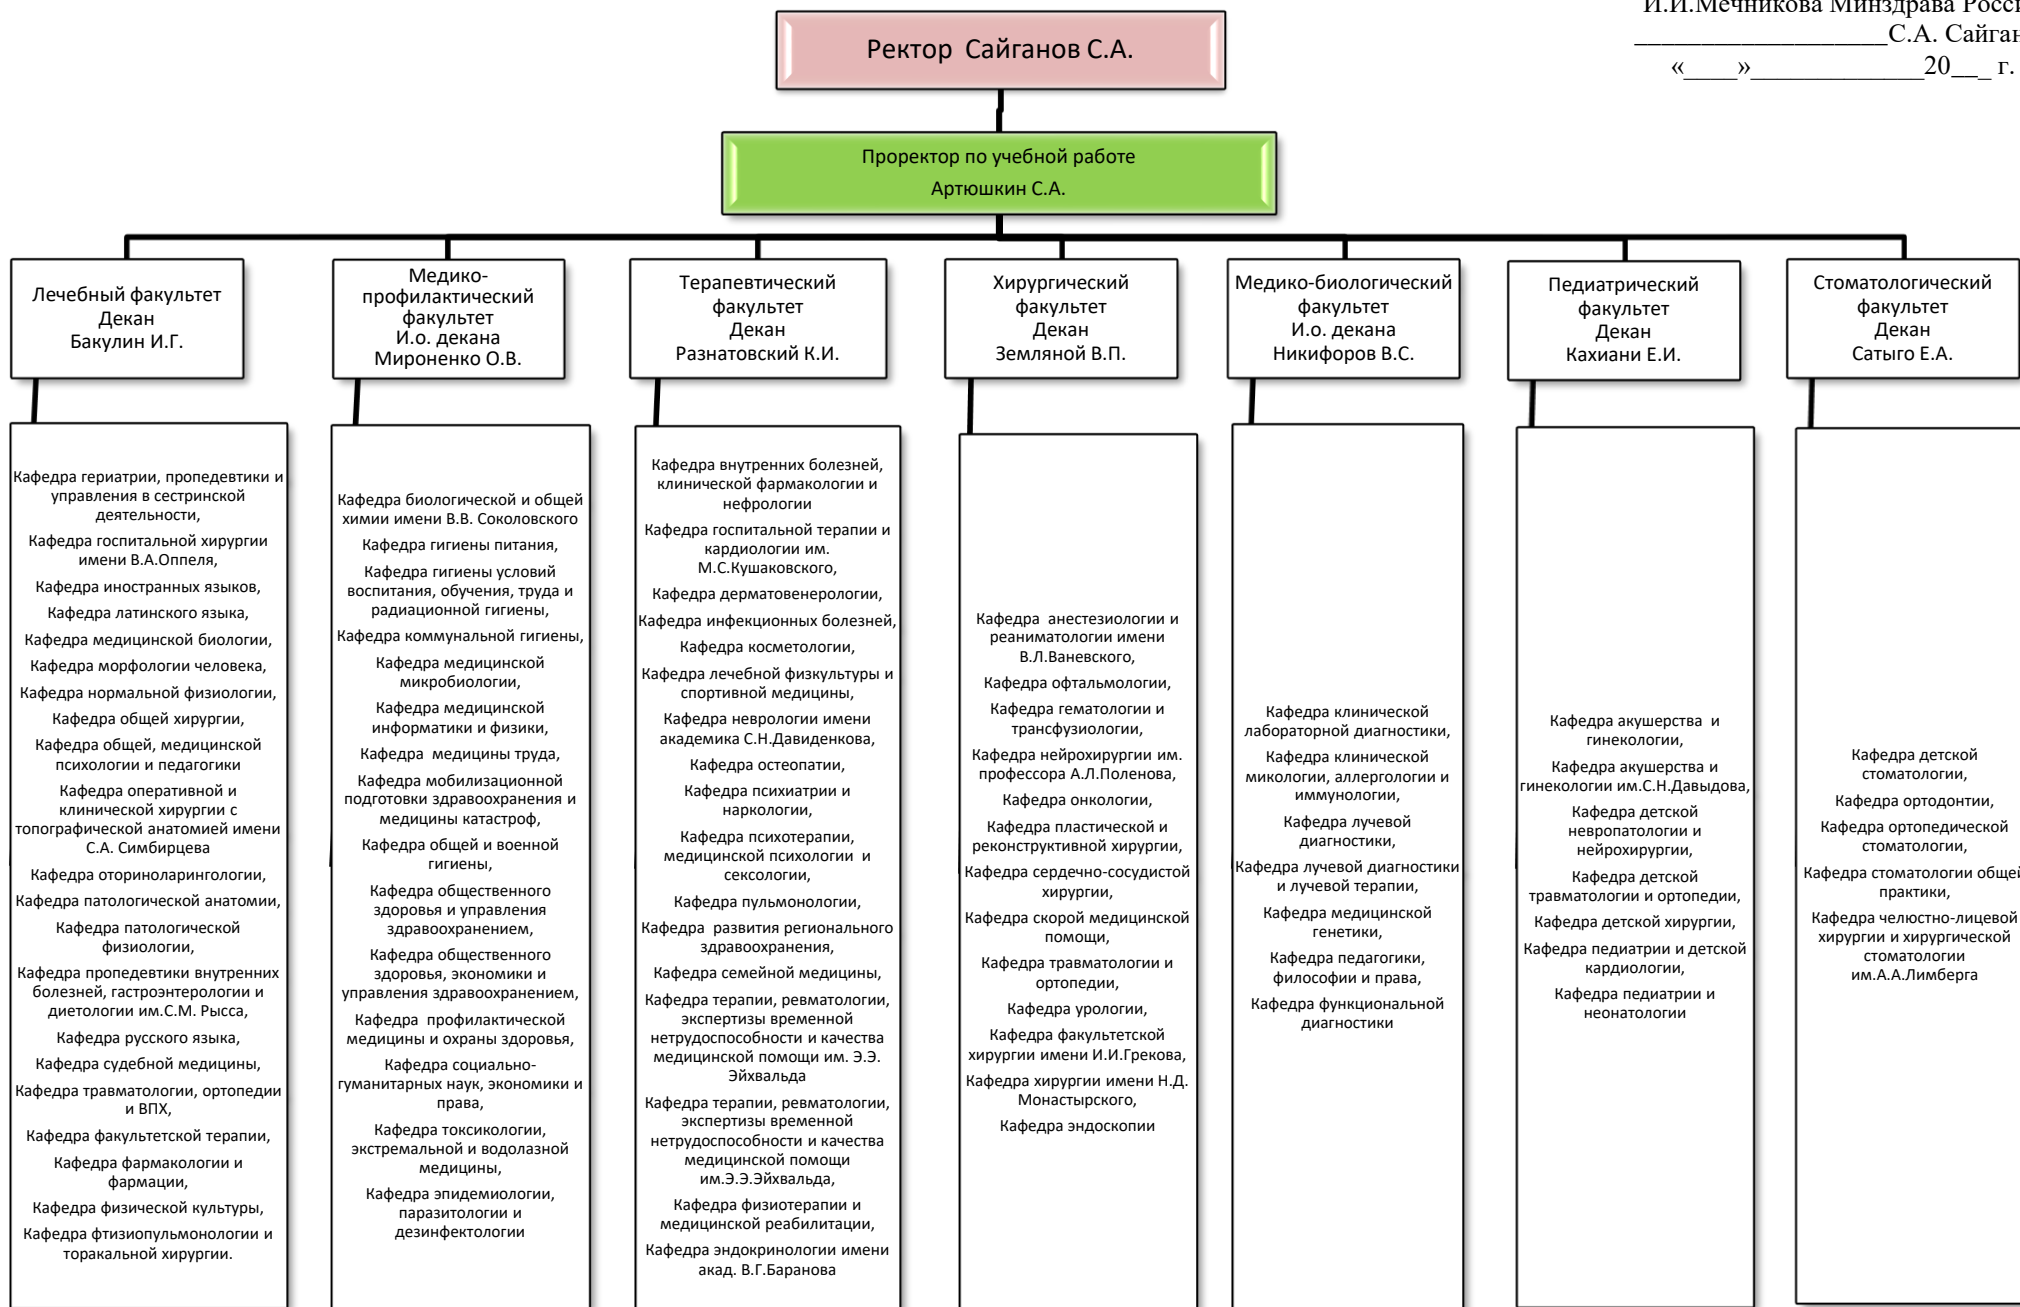 И.И.Мечникова Минздрава
__________________С.А.
«____»_____________20___ г.
Ректор Сайганов С.А.
Проректор по учебной работе
Артюшкин С.А.
Лечебный факультет
Декан
Бакулин И.Г.
Медико-
профилактический
факультет
И.о. декана
Мироненко О.В.
Терапевтический
факультет
Декан
Разнатовский К.И.
Хирургический
факультет
Декан
Земляной В.П.
Медико-биологический
факультет
И.о. декана
Никифоров В.С.
Педиатрический
факультет
Декан
Кахиани Е.И.
Стоматологический
факультет
Декан
Сатыго Е.А.
Кафедра гериатрии, пропедевтики и
управления в сестринской
деятельности,
Кафедра госпитальной хирургии
имени В.А.Оппеля,
Кафедра иностранных языков,
Кафедра латинского языка,
Кафедра медицинской биологии,
Кафедра морфологии человека,
Кафедра нормальной физиологии,
Кафедра общей хирургии,
Кафедра общей, медицинской
психологии и педагогики
Кафедра оперативной и
клинической хирургии с
топографической анатомией имени
С.А. Симбирцева
Кафедра оториноларингологии,
Кафедра патологической анатомии,
Кафедра патологической
физиологии,
Кафедра пропедевтики внутренних
болезней, гастроэнтерологии и
диетологии им.С.М. Рысса,
Кафедра русского языка,
Кафедра судебной медицины,
Кафедра травматологии, ортопедии
и ВПХ,
Кафедра факультетской терапии,
Кафедра фармакологии и
фармации,
Кафедра физической культуры,
Кафедра фтизиопульмонологии и
торакальной хирургии.
Кафедра биологической и общей
химии имени В.В. Соколовского
Кафедра гигиены питания,
Кафедра гигиены условий
воспитания, обучения, труда и
радиационной гигиены,
Кафедра коммунальной гигиены,
Кафедра медицинской
микробиологии,
Кафедра медицинской
информатики и физики,
Кафедра медицины труда,
Кафедра мобилизационной
подготовки здравоохранения и
медицины катастроф,
Кафедра общей и военной
гигиены,
Кафедра общественного
здоровья и управления
здравоохранением,
Кафедра общественного
здоровья, экономики и
управления здравоохранением,
Кафедра профилактической
медицины и охраны здоровья,
Кафедра социально-
гуманитарных наук, экономики и
права,
Кафедра токсикологии,
экстремальной и водолазной
медицины,
Кафедра эпидемиологии,
паразитологии и
дезинфектологии
Кафедра внутренних болезней,
клинической фармакологии и
нефрологии
Кафедра госпитальной терапии и
кардиологии им.
М.С.Кушаковского,
Кафедра дерматовенерологии,
Кафедра инфекционных болезней,
Кафедра косметологии,
Кафедра лечебной физкультуры и
спортивной медицины,
Кафедра неврологии имени
академика С.Н.Давиденкова,
Кафедра остеопатии,
Кафедра психиатрии и
наркологии,
Кафедра психотерапии,
медицинской психологии и
сексологии,
Кафедра пульмонологии,
Кафедра развития регионального
здравоохранения,
Кафедра семейной медицины,
Кафедра терапии, ревматологии,
экспертизы временной
нетрудоспособности и качества
медицинской помощи им. Э.Э.
Эйхвальда
Кафедра терапии, ревматологии,
экспертизы временной
нетрудоспособности и качества
медицинской помощи
им.Э.Э.Эйхвальда,
Кафедра физиотерапии и
медицинской реабилитации,
Кафедра эндокринологии имени
акад. В.Г.Баранова
Кафедра анестезиологии и
реаниматологии имени
В.Л.Ваневского,
Кафедра офтальмологии,
Кафедра гематологии и
трансфузиологии,
Кафедра нейрохирургии им.
профессора А.Л.Поленова,
Кафедра онкологии,
Кафедра пластической и
реконструктивной хирургии,
Кафедра сердечно-сосудистой
хирургии,
Кафедра скорой медицинской
помощи,
Кафедра травматологии и
ортопедии,
Кафедра урологии,
Кафедра факультетской
хирургии имени И.И.Грекова,
Кафедра хирургии имени Н.Д.
Монастырского,
Кафедра эндоскопии
Кафедра клинической
лабораторной диагностики,
Кафедра клинической
микологии, аллергологии и
иммунологии,
Кафедра лучевой
диагностики,
Кафедра лучевой диагностики
и лучевой терапии,
Кафедра медицинской
генетики,
Кафедра педагогики,
философии и права,
Кафедра функциональной
диагностики
Кафедра акушерства и
гинекологии,
Кафедра акушерства и
гинекологии им.С.Н.Давыдова,
Кафедра детской
невропатологии и
нейрохирургии,
Кафедра детской
травматологии и ортопедии,
Кафедра детской хирургии,
Кафедра педиатрии и детской
кардиологии,
Кафедра педиатрии и
неонатологии
Кафедра детской
стоматологии,
Кафедра ортодонтии,
Кафедра ортопедической
стоматологии,
Кафедра стоматологии общей
практики,
Кафедра челюстно-лицевой
хирургии и хирургической
стоматологии
им.А.А.Лимберга